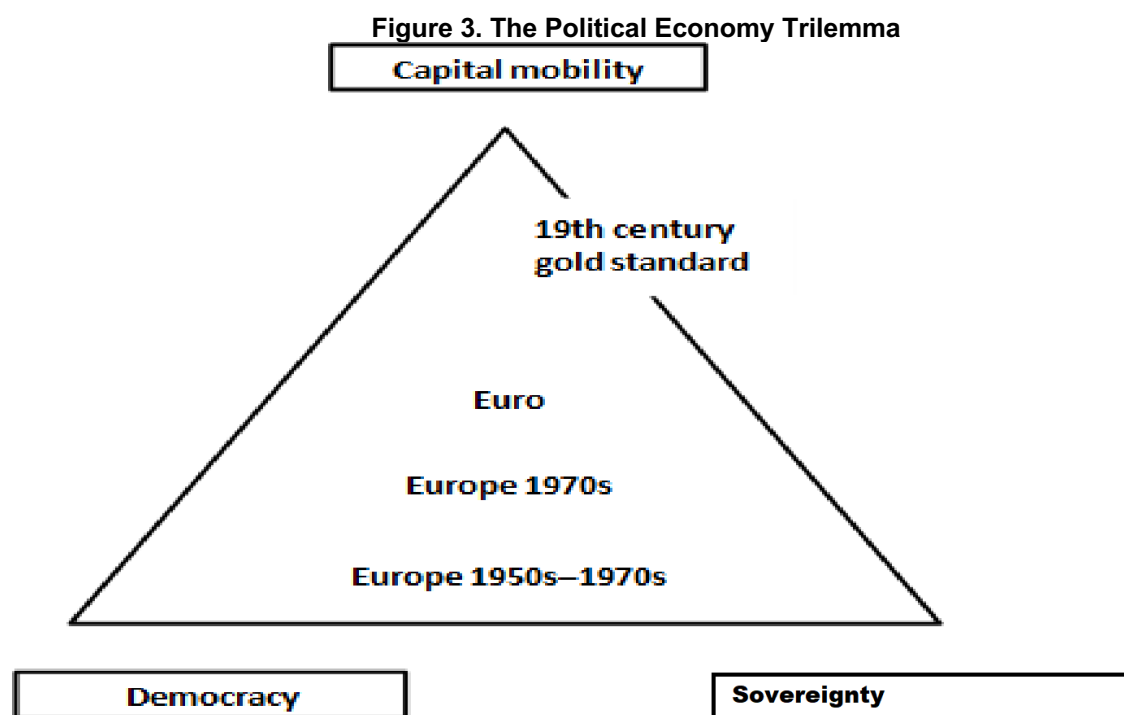 Figure 3. The Political Economy Trilemma
Capital mobility
19th century
gold standard
Euro
Europe 1970s
Europe 1950s–1970s
Democracy
Sovereignty